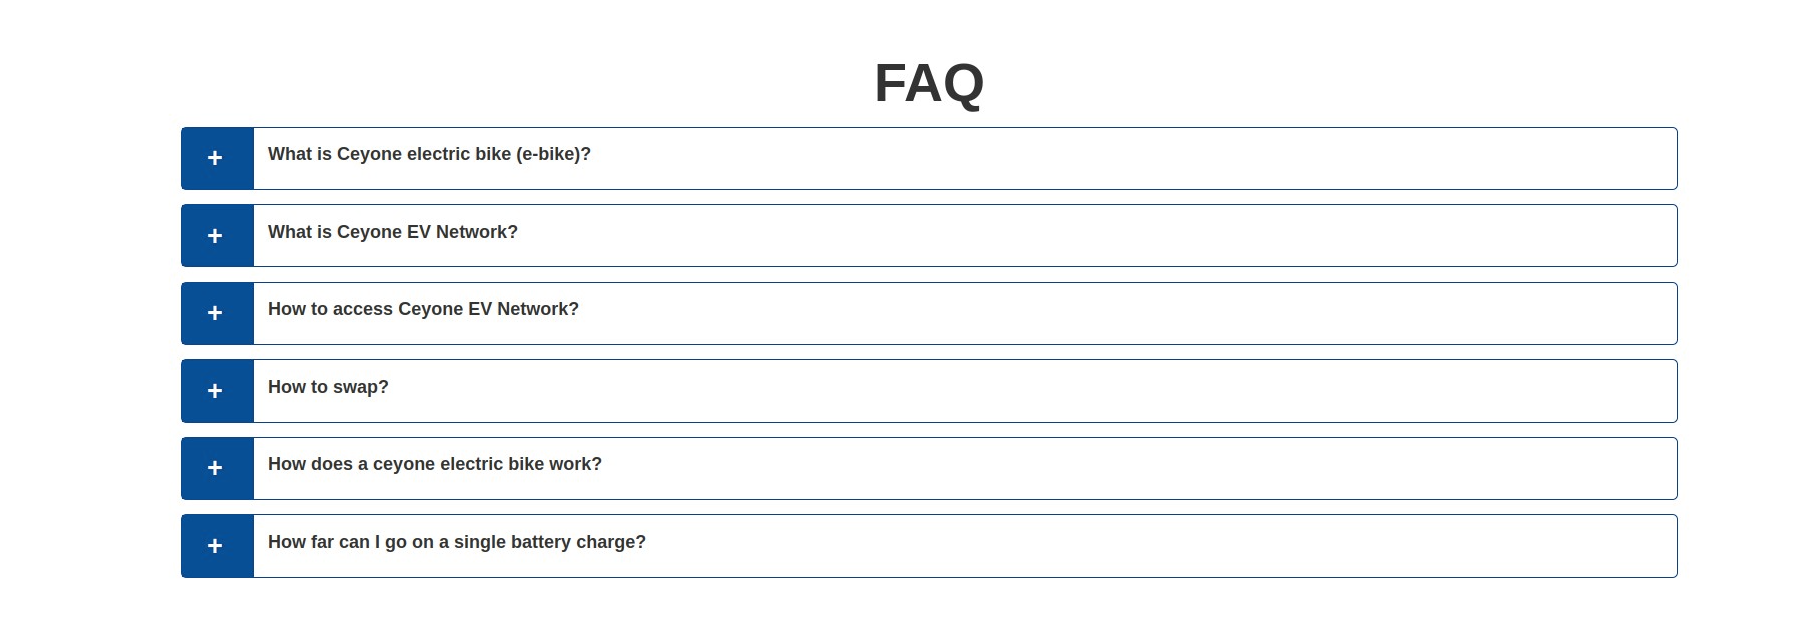 FAQ
+ What is Ceyone electric bike (e-bike)?
+ What is Ceyone EV Network?
+ How to access Ceyone EV Network?
+ How to swap?
+ How does a ceyone electric bike work?
+ How far can I go on a single battery charge?